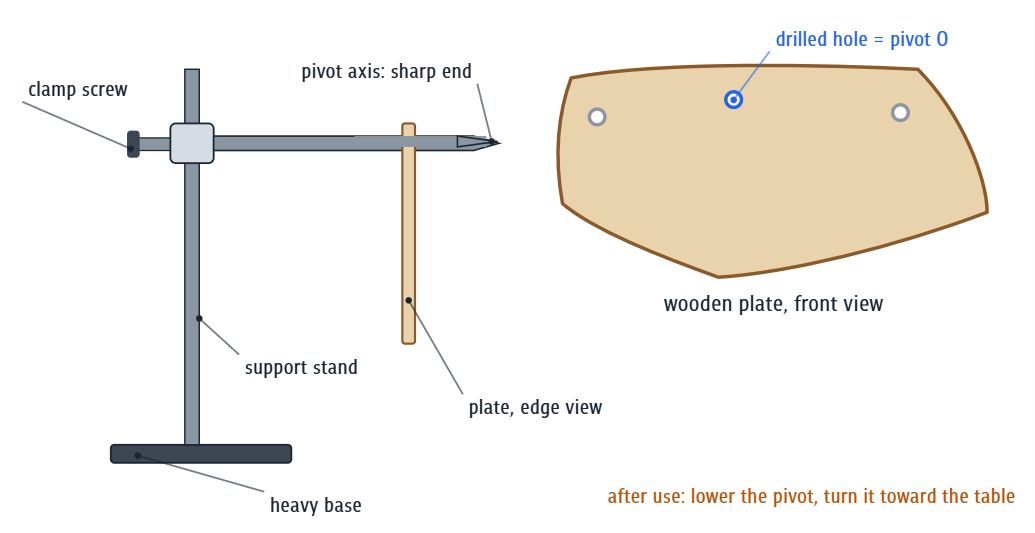 drilled hole = pivot O
pivot axis: sharp end
clamp screw
wooden plate, front view
support stand
plate, edge view
after use: lower the pivot, turn it toward the table
heavy base